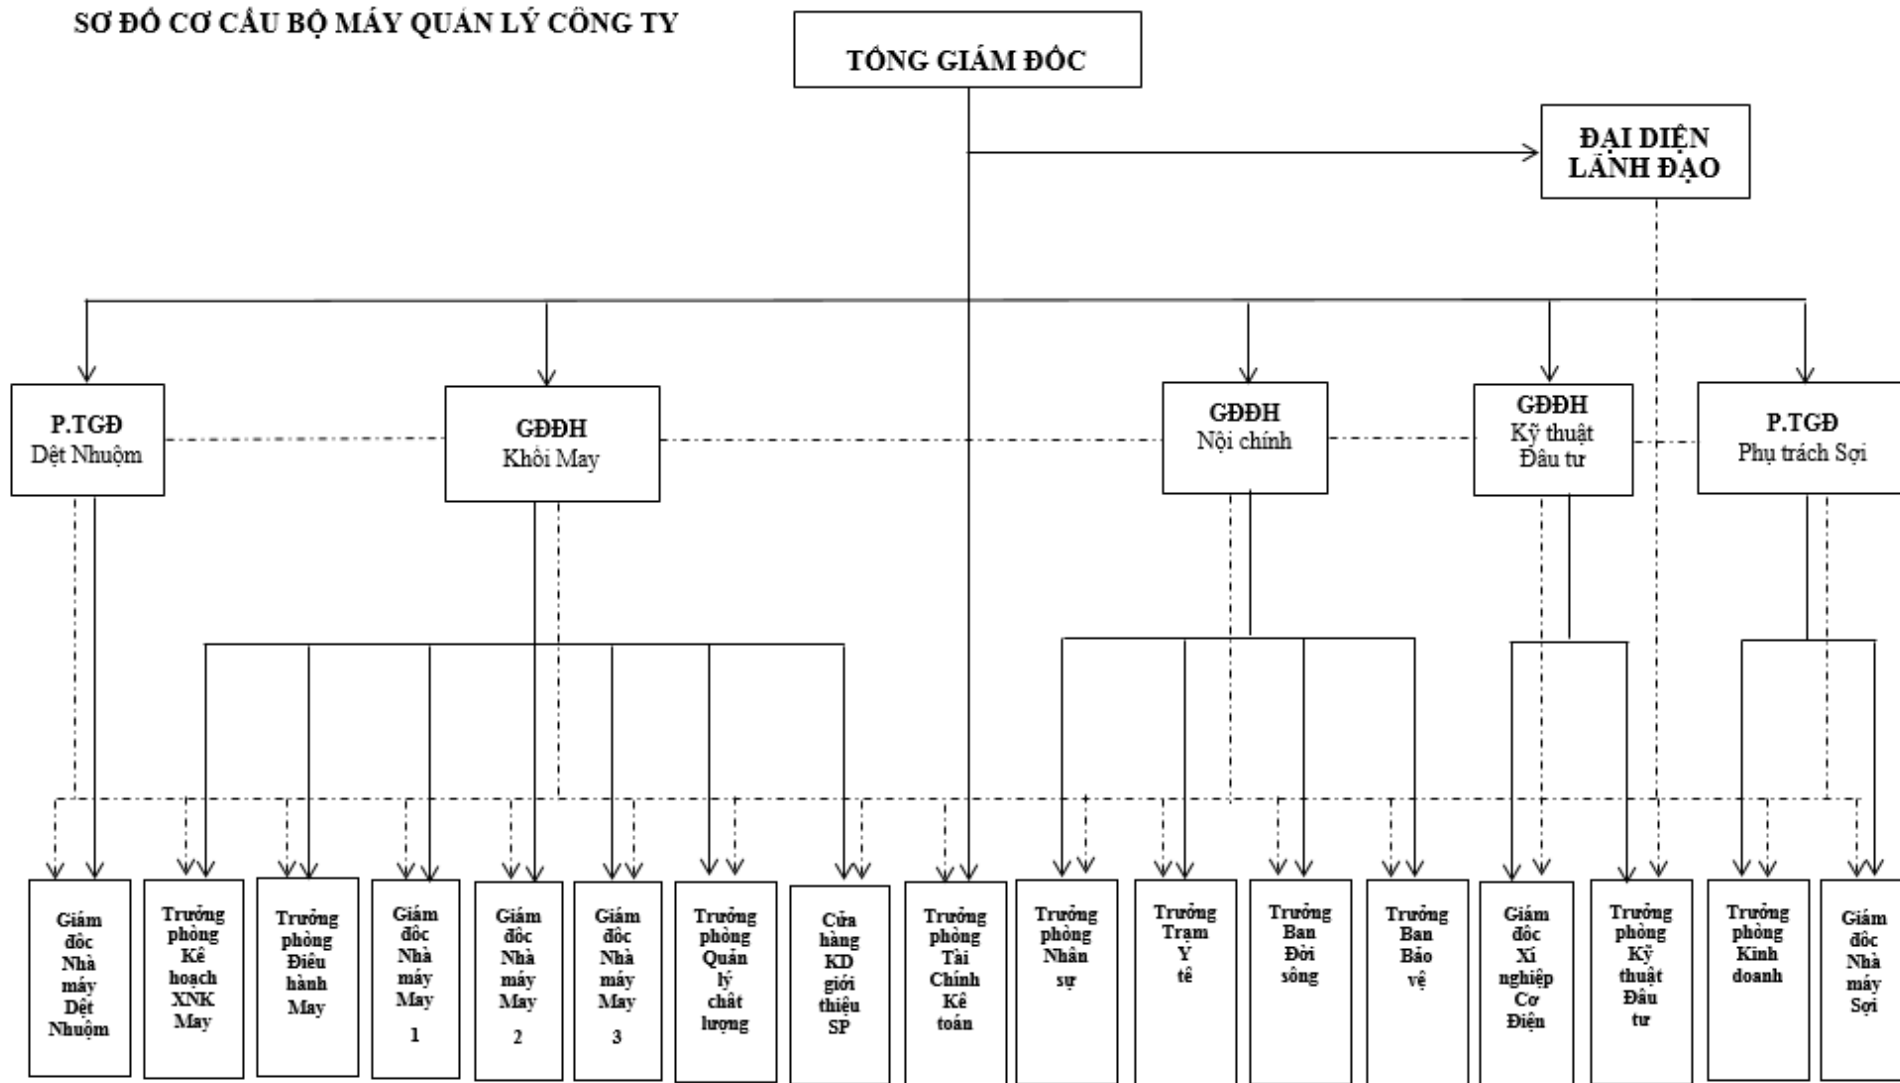 SƠ ĐỒ CƠ CẤU BỘ MÁY QUẢN LÝ CÔNG TY
TỔNG GIÁM ĐỐC
ĐẠI DIỆN
LÃNH ĐẠO
P.TGĐ
Dệt Nhuộm
GĐĐH
Khối May
GĐĐH
Nội chính
GĐĐH
Kỹ thuật
Đầu tư
P.TGĐ
Phụ trách Sợi
Giám
đốc
Nhà
máy
Dệt
Nhuộm
Trưởng
phòng
Kế
hoạch
XNK
May
Trưởng
phòng
Điều
hành
May
Giám
đốc
Nhà
máy
May
1
Giám
đốc
Nhà
máy
May
2
Giám
đốc
Nhà
máy
May
3
Trưởng
phòng
Quản
lý
chất
lượng
Cửa
hàng
KD
giới
thiệu
SP
Trưởng
phòng
Tài
Chính
Kế
toán
Trưởng
phòng
Nhân
sự
Trưởng
Trạm
Y
tế
Trưởng
Ban
Đời
sống
Trưởng
Ban
Bảo
vệ
Giám
đốc
Xí
nghiệp
Cơ
Điện
Trưởng
phòng
Kỹ
thuật
Đầu
tư
Trưởng
phòng
Kinh
doanh
Giám
đốc
Nhà
máy
Sợi